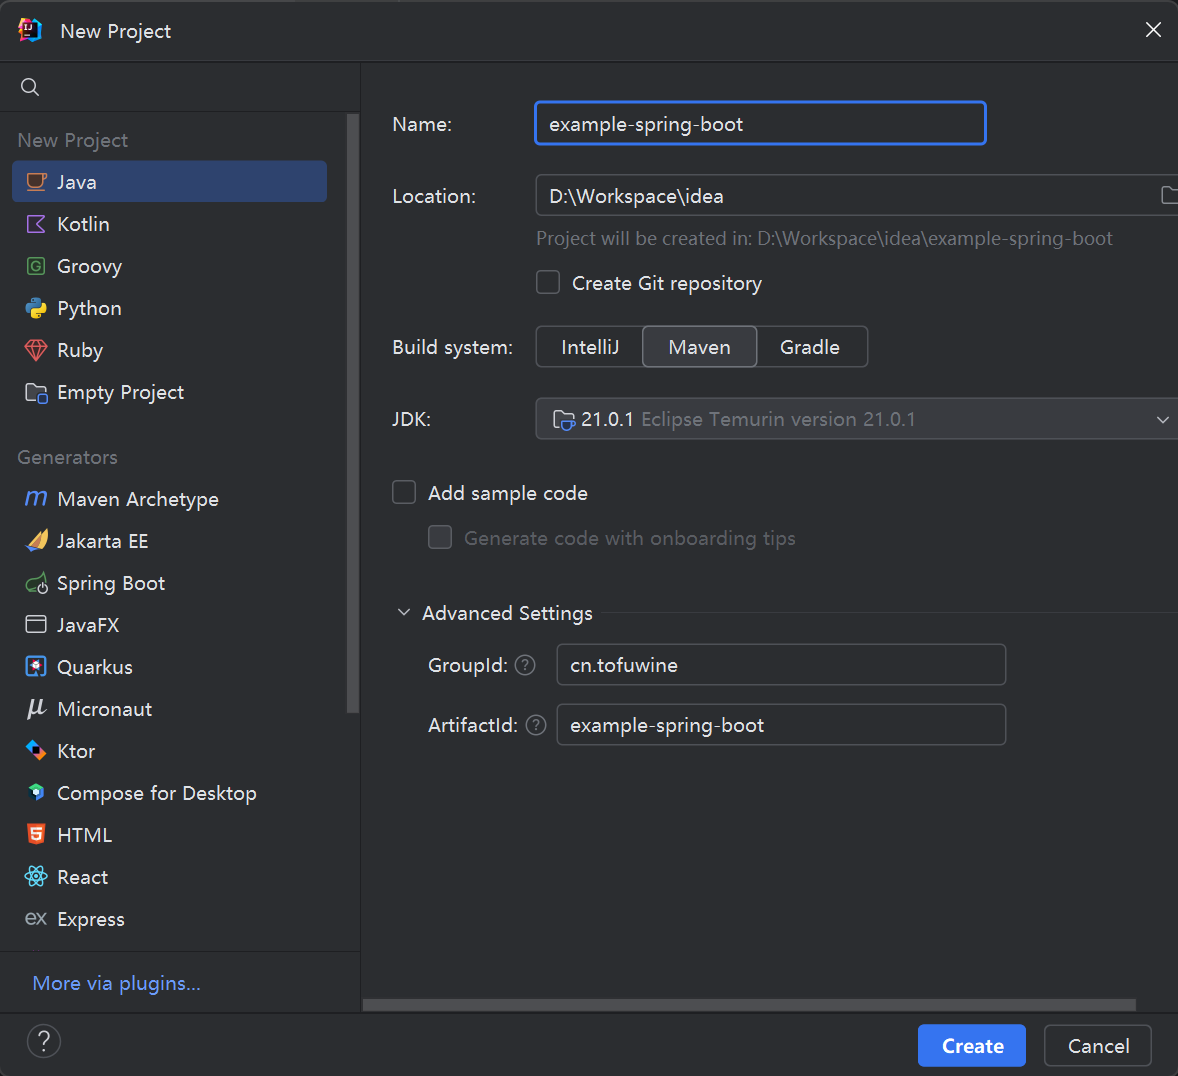 New Project
New Project
Java
Kotlin
Groovy
Python
Ruby
Empty Project
Generators
Maven Archetype
Jakarta EE
Spring Boot
JavaFX
Quarkus
Micronaut
Ktor
Compose for Desktop
HTML
React
Express
More via plugins...
Name: example-spring-boot
Location: D:\Workspace\idea
Project will be created in: D:\Workspace\idea\example-spring-boot
Create Git repository
Build system: IntelliJ Maven Gradle
JDK: 21.0.1 Eclipse Temurin version 21.0.1
Add sample code
Generate code with onboarding tips
Advanced Settings
GroupId: ? cn.tofuwine
ArtifactId: ? example-spring-boot
? Create Cancel